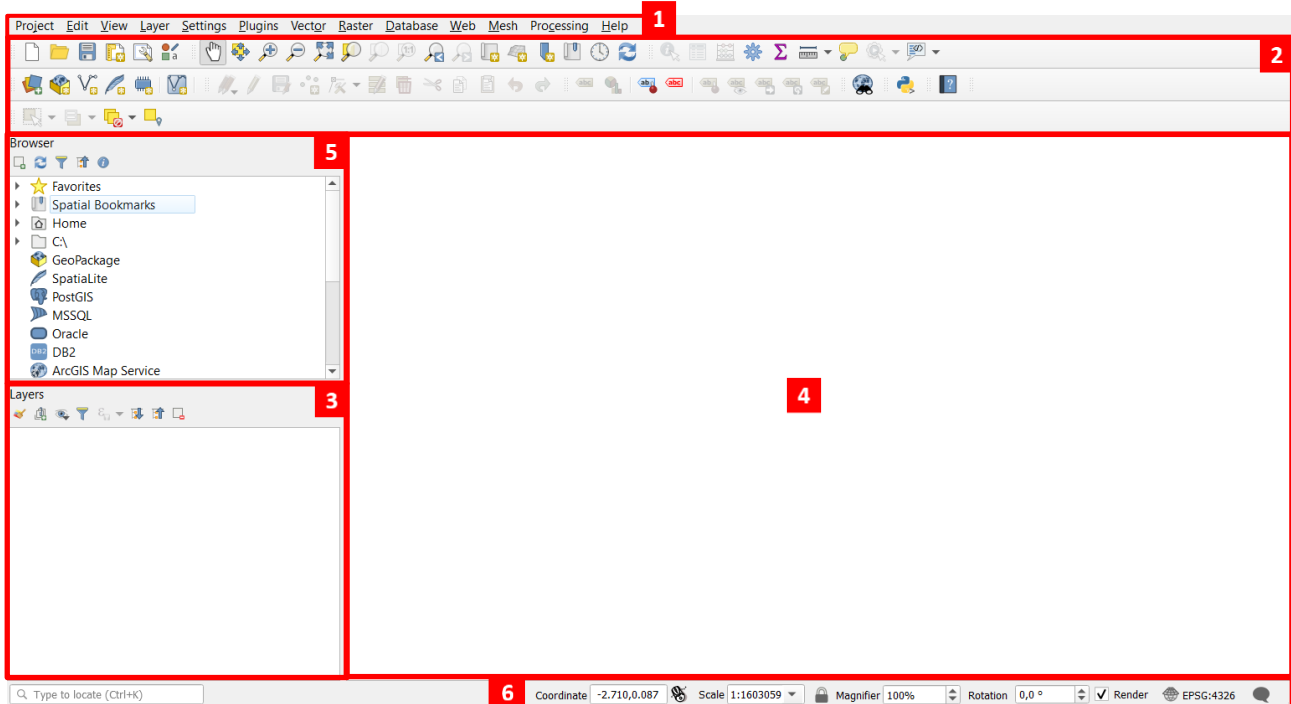 Project Edit View Layer Settings Plugins Vector Raster Database Web Mesh Processing Help 1
2
Browser 5
Favorites
Spatial Bookmarks
Home
C:\
GeoPackage
SpatiaLite
PostGIS
MSSQL
Oracle
DB2 DB2
ArcGIS Map Service
Layers 3
4
Type to locate (Ctrl+K) 6 Coordinate -2.710,0.087 Scale 1:1603059 Magnifier 100% Rotation 0,0 ° Render EPSG:4326